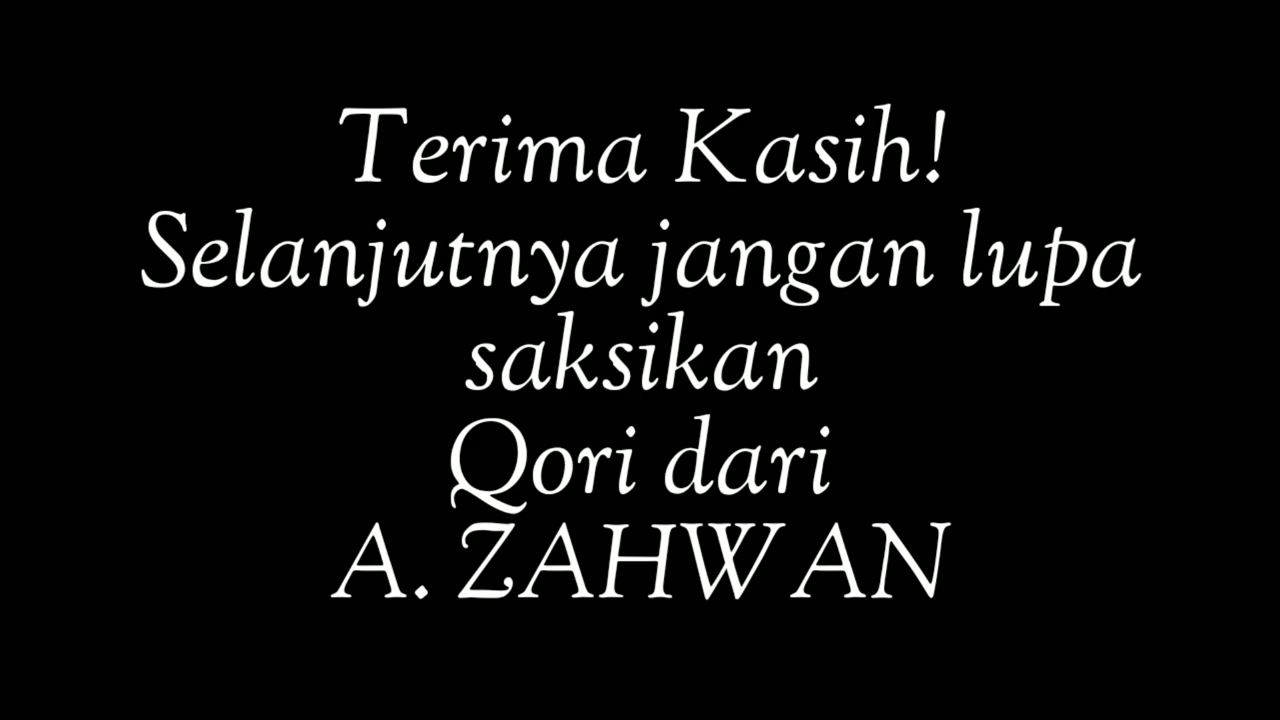 Terima Kasih!
Selanjutnya jangan lupa
saksikan
Qori dari
A. ZAHWAN